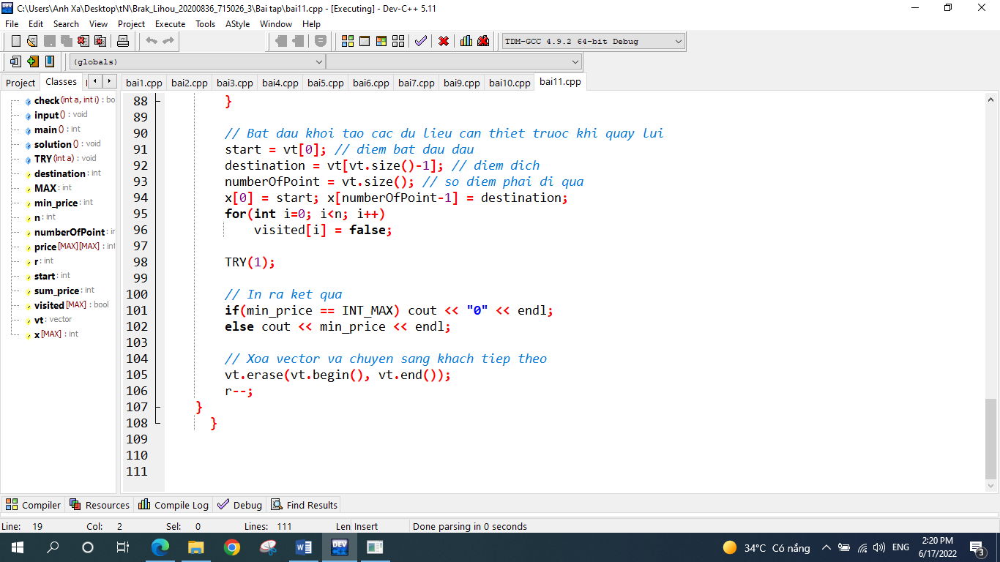 C:\Users\Anh Xa\Desktop\tN\Brak_Lihou_20200836_715026_3\Bai tap\bai11.cpp - [Executing] - Dev-C++ 5.11
File Edit Search View Project Execute Tools AStyle Window Help
TDM-GCC 4.9.2 64-bit Debug
(globals)
Project Classes
bai1.cpp bai2.cpp bai3.cpp bai4.cpp bai5.cpp bai6.cpp bai7.cpp bai9.cpp bai10.cpp bai11.cpp
check (int a, int i) : bo
input () : void
main () : int
solution () : void
TRY (int a) : void
destination : int
MAX : int
min_price : int
n : int
numberOfPoint : in
price [MAX][MAX] : int
r : int
start : int
sum_price : int
visited [MAX] : bool
vt : vector
x [MAX] : int
88 }
89
90 // Bat dau khoi tao cac du lieu can thiet truoc khi quay lui
91 start = vt[0]; // diem bat dau dau
92 destination = vt[vt.size()-1]; // diem dich
93 numberOfPoint = vt.size(); // so diem phai di qua
94 x[0] = start; x[numberOfPoint-1] = destination;
95 for(int i=0; i<n; i++)
96 visited[i] = false;
97
98 TRY(1);
99
100 // In ra ket qua
101 if(min_price == INT_MAX) cout << "0" << endl;
102 else cout << min_price << endl;
103
104 // Xoa vector va chuyen sang khach tiep theo
105 vt.erase(vt.begin(), vt.end());
106 r--;
107 }
108 }
109
110
111
Compiler Resources Compile Log Debug Find Results
Line: 19 Col: 2 Sel: 0 Lines: 111 Len Insert Done parsing in 0 seconds
DEV
34°C Có nắng ENG 2:20 PM
6/17/2022 3